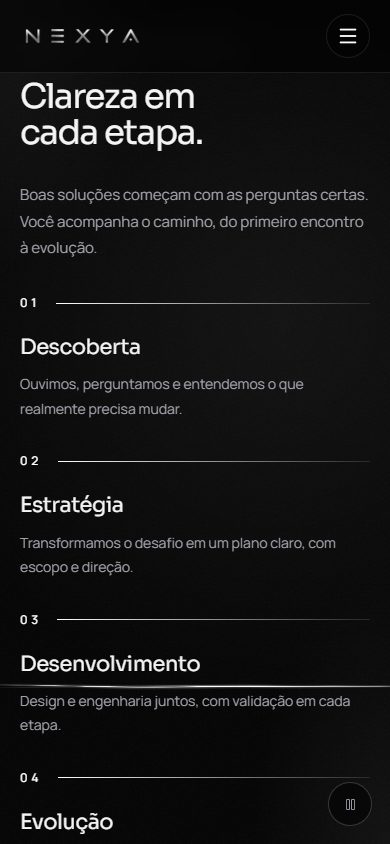 NEXYA
Clareza em
cada etapa.
Boas soluções começam com as perguntas certas.
Você acompanha o caminho, do primeiro encontro
à evolução.
01
Descoberta
Ouvimos, perguntamos e entendemos o que
realmente precisa mudar.
02
Estratégia
Transformamos o desafio em um plano claro, com
escopo e direção.
03
Desenvolvimento
Design e engenharia juntos, com validação em cada
etapa.
04
Evolução